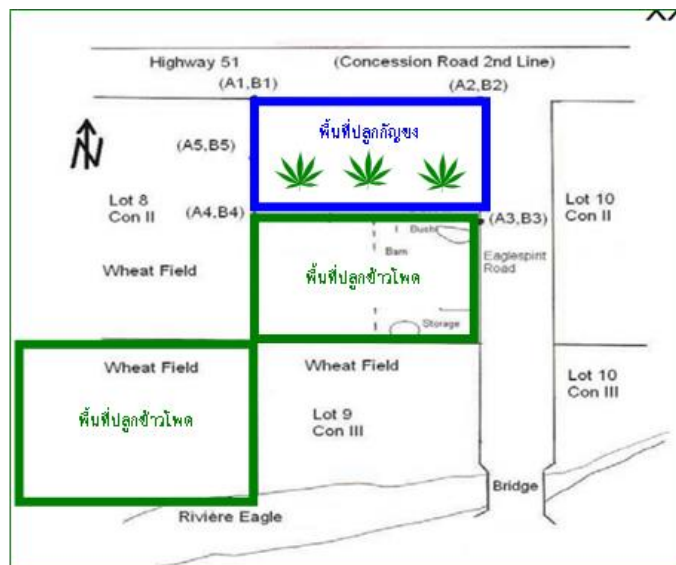 Highway 51
(Concession Road 2nd Line)
(A1,B1)
(A2,B2)
พื้นที่ปลูกกัญชง
N
(A5,B5)
Lot 8
Con II
(A4,B4)
(A3,B3)
Lot 10
Con II
Bush
Barn
Eaglespint
Road
Wheat Field
พื้นที่ปลูกข้าวโพด
Storage
Wheat Field
Wheat Field
พื้นที่ปลูกข้าวโพด
Lot 9
Con III
Lot 10
Con III
Bridge
Rivière Eagle